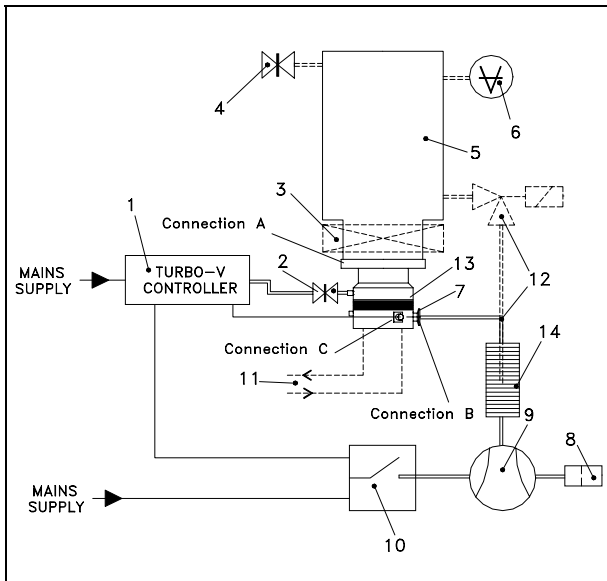 4
6
5
3
1
Connection A
2
13
7
MAINS
SUPPLY
TURBO-V
CONTROLLER
12
Connection C
14
11
Connection B
9
8
MAINS
SUPPLY
10